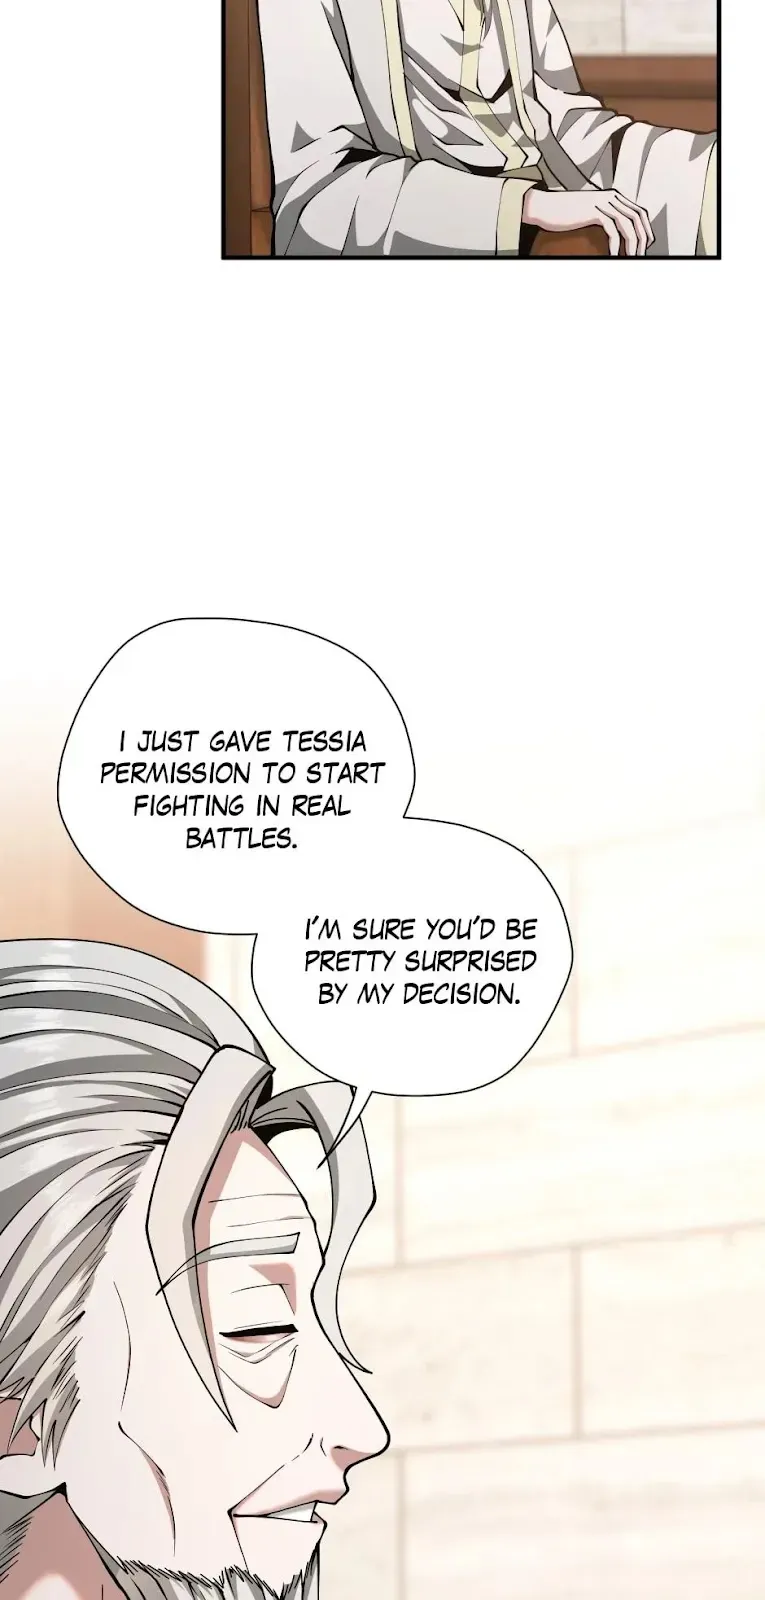 I JUST GAVE TESSIA
PERMISSION TO START
FIGHTING IN REAL
BATTLES.
I'M SURE YOU'D BE
PRETTY SURPRISED
BY MY DECISION.